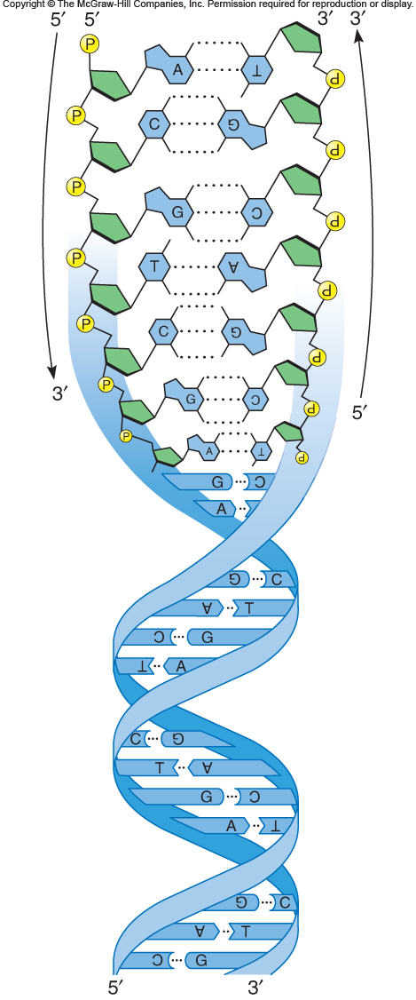 Copyright © The McGraw-Hill Companies, Inc. Permission required for reproduction or display.
5′ 5′ 3′ 3′
P
A T
P
P
C G
P
P
G C
P
P
T A
P
P
C G
P
P
G C
P
P
A T
P
3′ 5′
G C
A
G C
A T
C G
T A
C G
T A
G C
A T
G C
A T
C G
5′ 3′